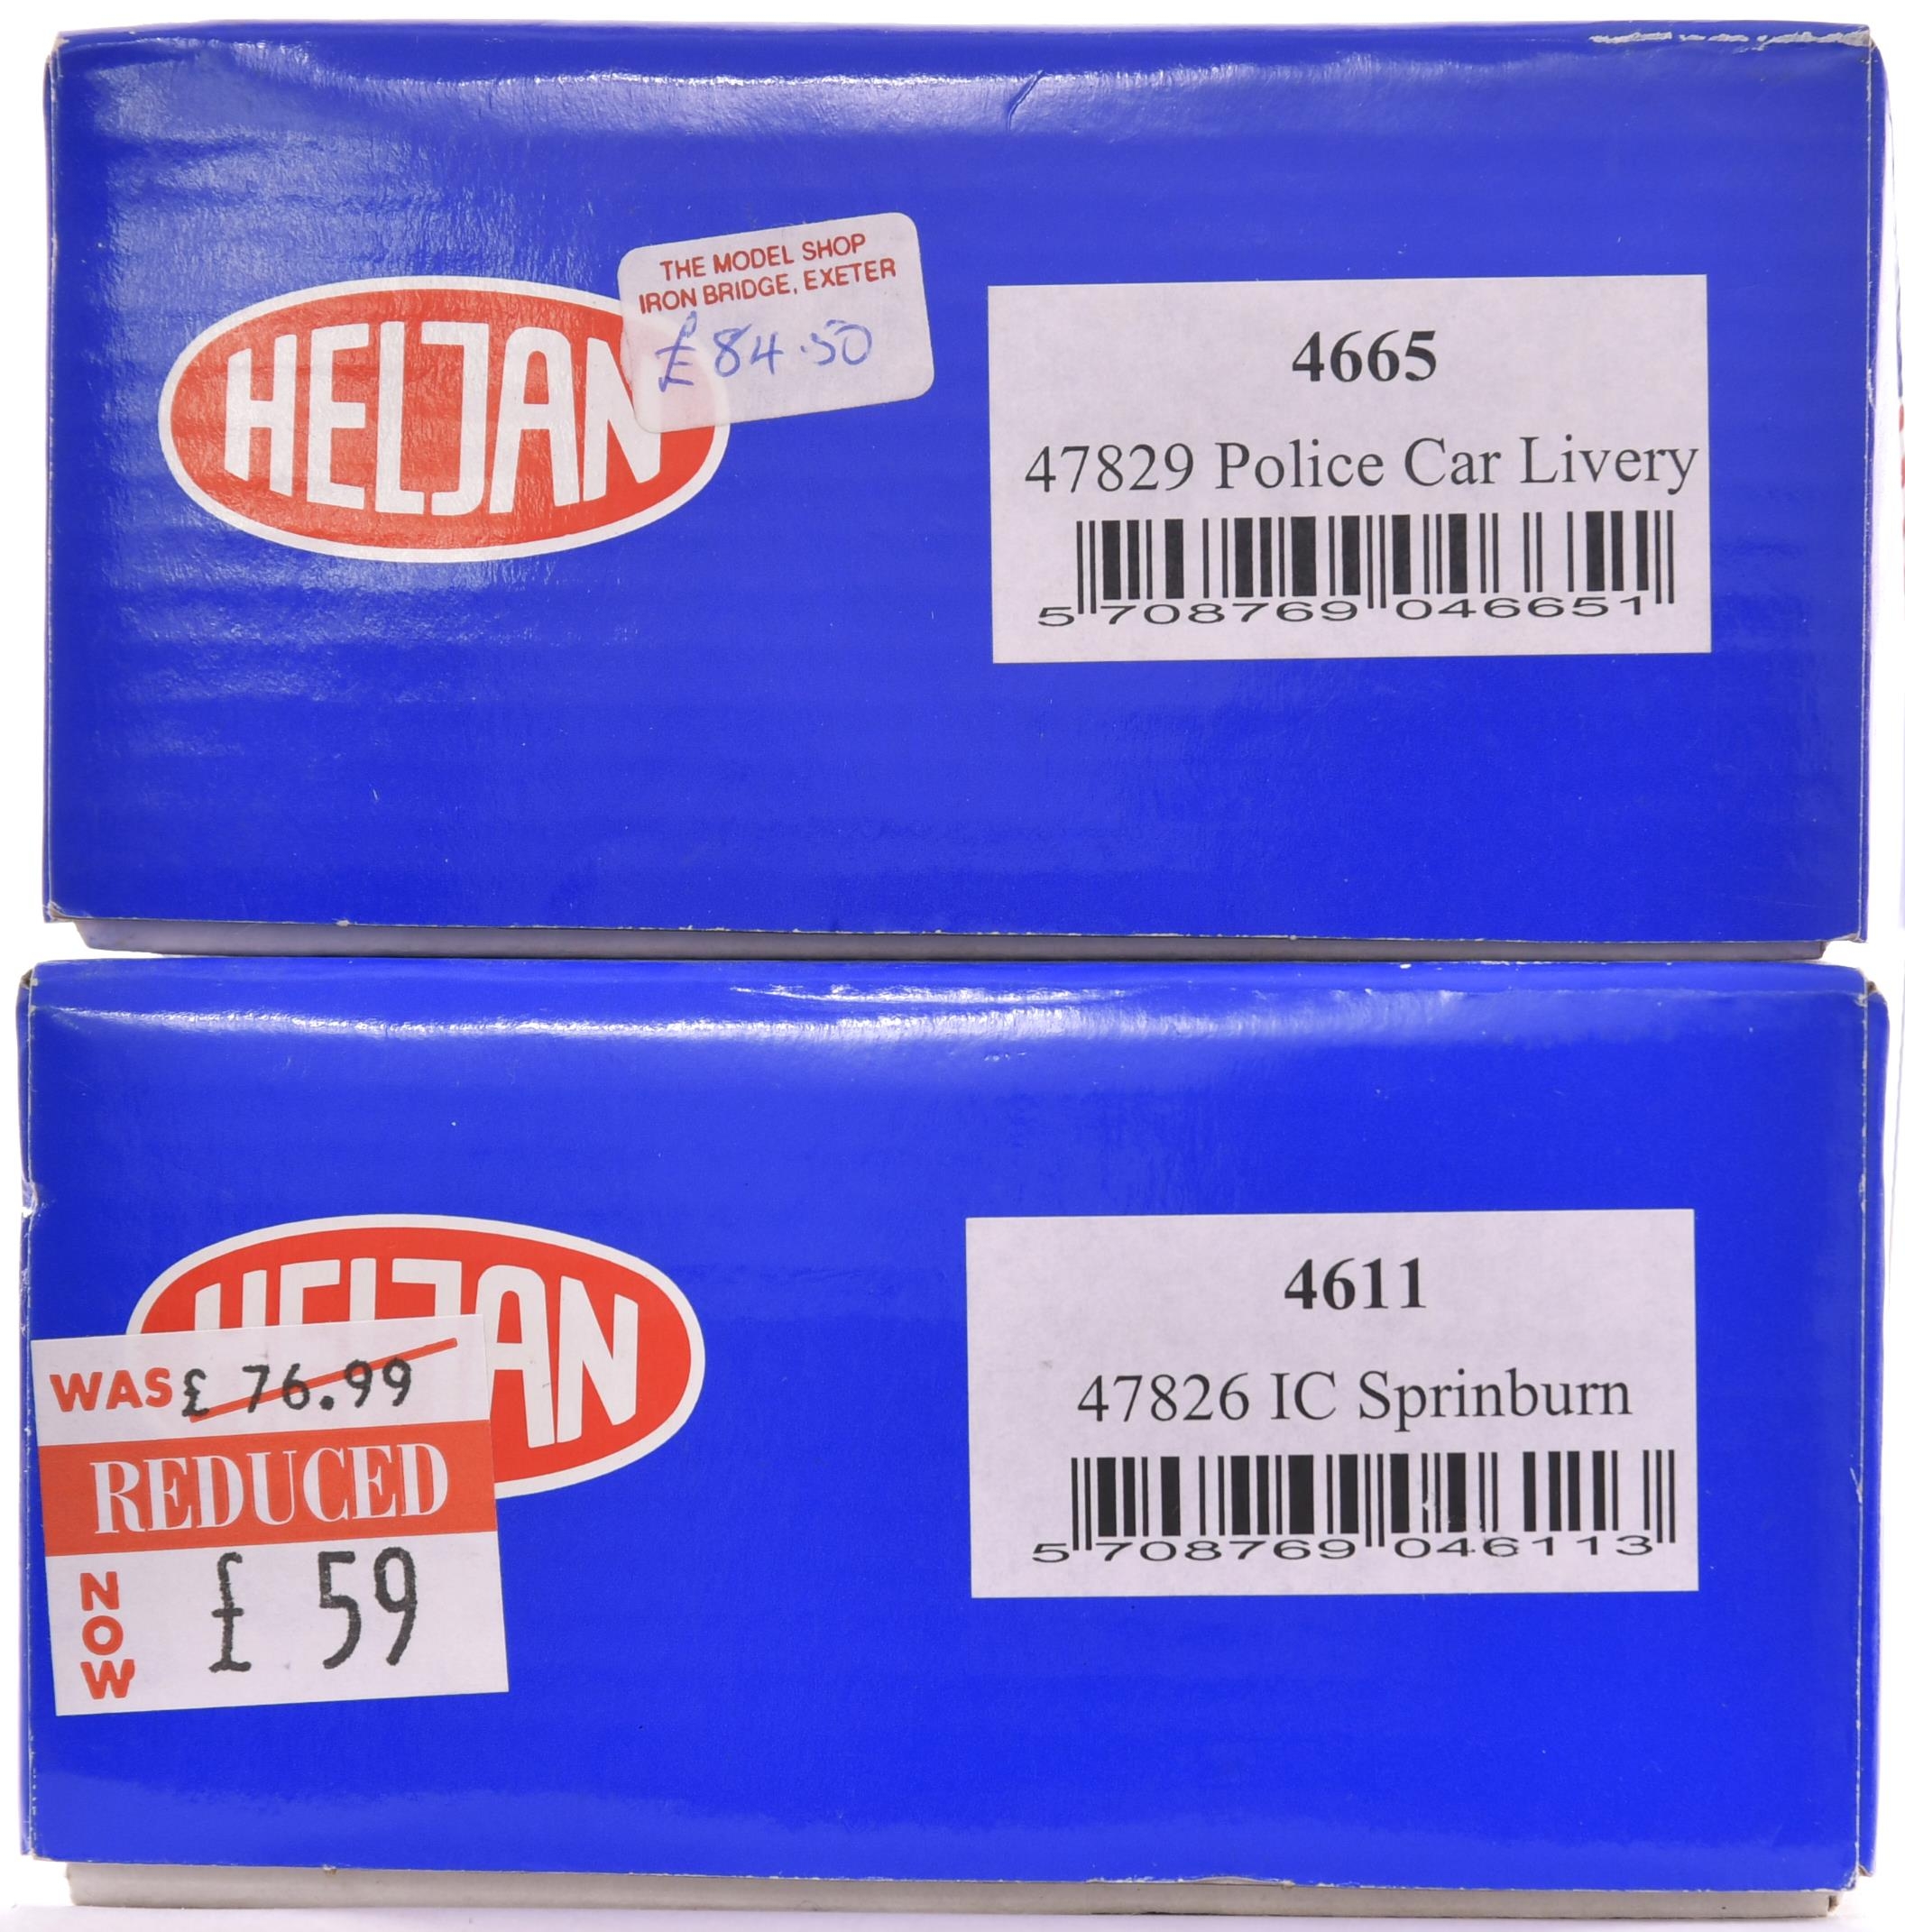 HELJAN
THE MODEL SHOP
IRON BRIDGE, EXETER
£84.50
4665
47829 Police Car Livery
5 708769 046651
HELJAN
WAS £ 76.99
REDUCED
NOW £ 59
4611
47826 IC Sprinburn
5 708769 046113